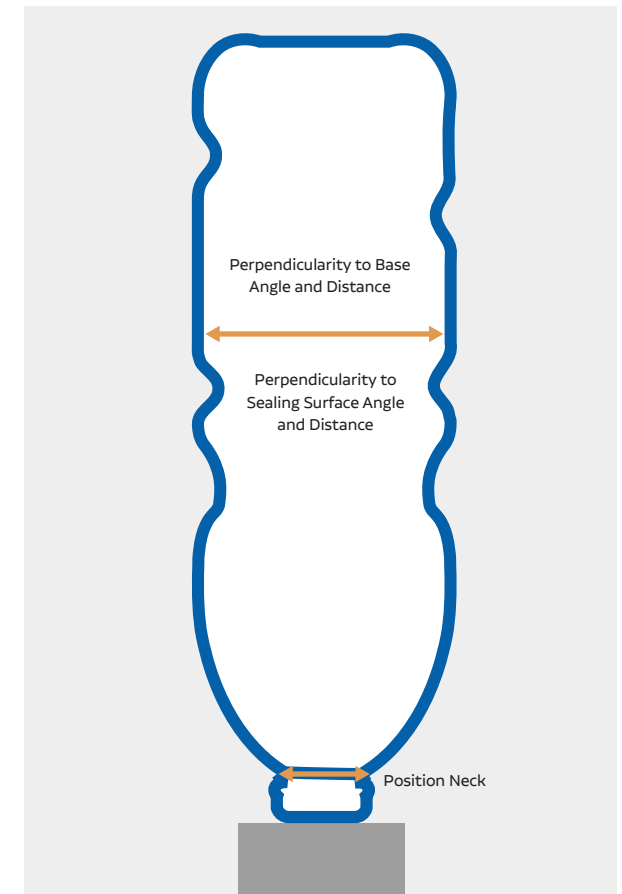 Perpendicularity to Base
Angle and Distance
Perpendicularity to
Sealing Surface Angle
and Distance
Position Neck